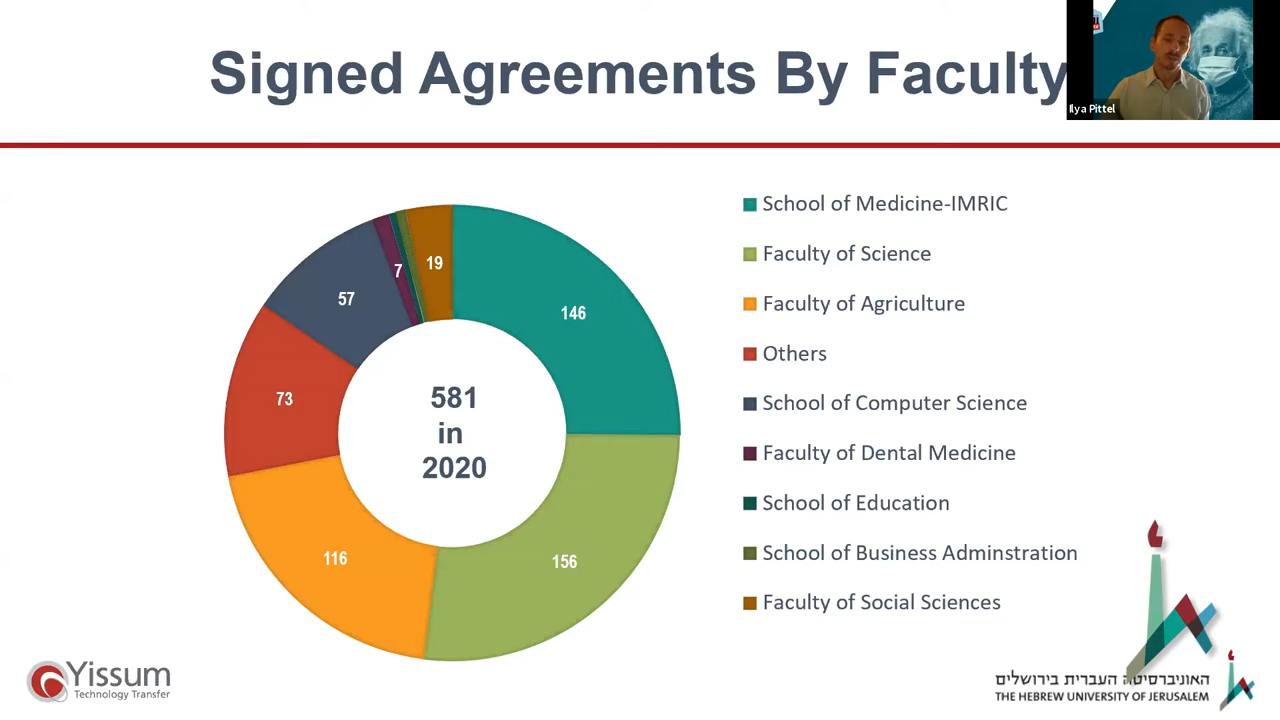 Signed Agreements By Faculty
Ilya Pittel
146
156
116
73
57
7
19
581
in
2020
School of Medicine-IMRIC
Faculty of Science
Faculty of Agriculture
Others
School of Computer Science
Faculty of Dental Medicine
School of Education
School of Business Adminstration
Faculty of Social Sciences
Yissum
Technology Transfer
האוניברסיטה העברית בירושלים
THE HEBREW UNIVERSITY OF JERUSALEM